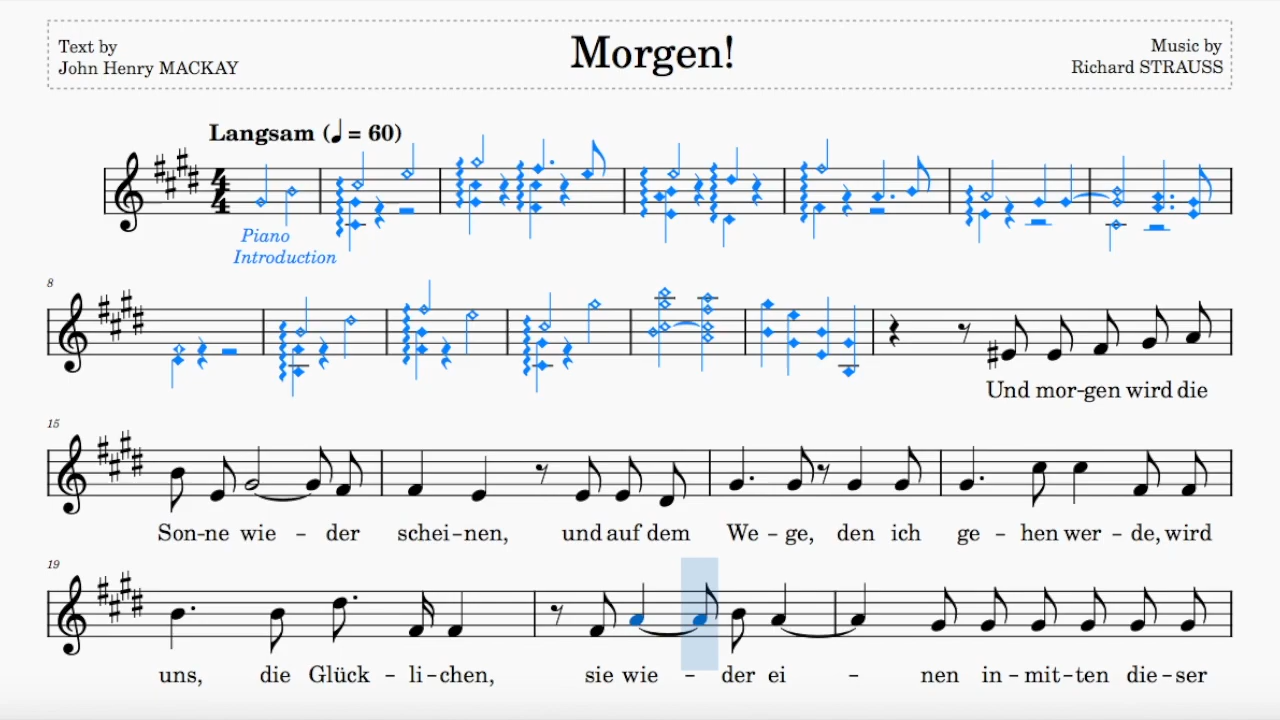 Text by
John Henry MACKAY
Morgen!
Music by
Richard STRAUSS
Langsam (♩ = 60)
4
4
Piano
Introduction
8
Und mor-gen wird die
15
Son-ne wie – der schei-nen, und auf dem We – ge, den ich ge – hen wer – de, wird
19
uns, die Glück – li – chen, sie wie – der ei – nen in – mit – ten die – ser